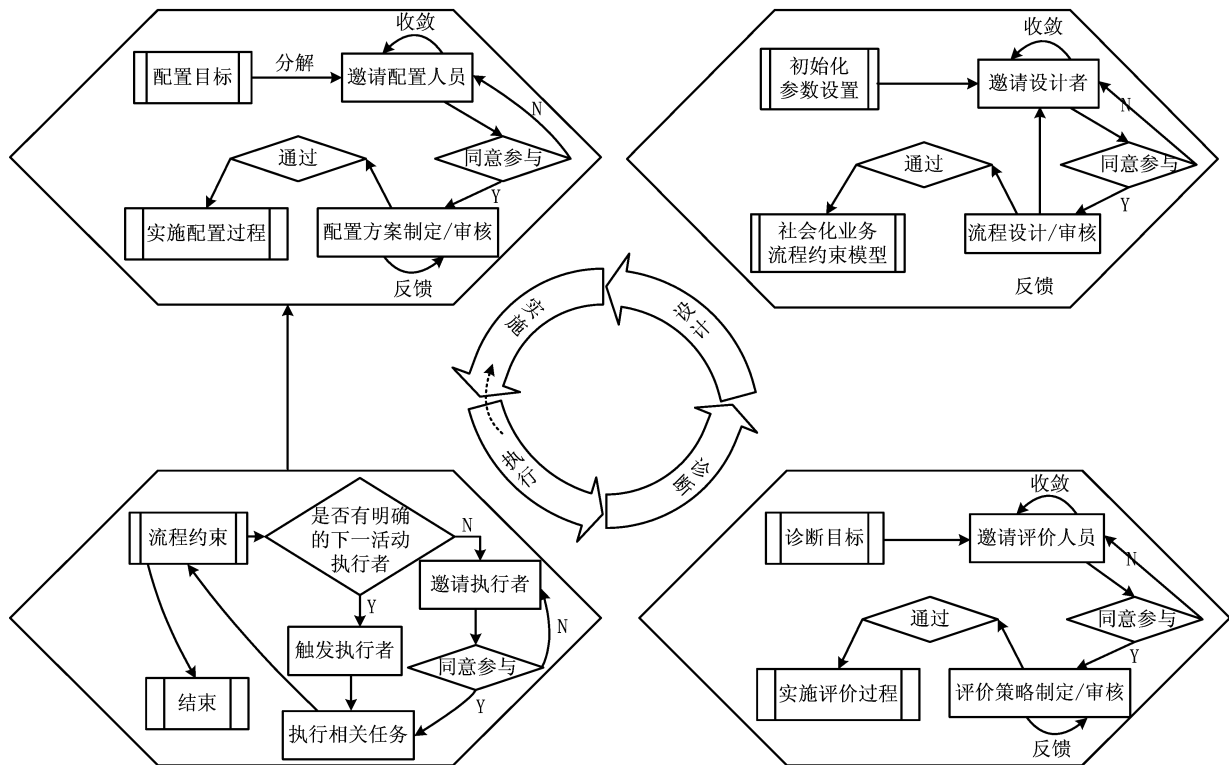 收敛
配置目标
分解
邀请配置人员
N
通过
同意参与
Y
实施配置过程
配置方案制定/审核
反馈
收敛
初始化
参数设置
邀请设计者
N
通过
同意参与
Y
社会化业务
流程约束模型
流程设计/审核
反馈
实施
设计
执行
诊断
流程约束
是否有明确
的下一活动
执行者
N
邀请执行者
Y
N
触发执行者
同意参与
结束
Y
执行相关任务
收敛
诊断目标
邀请评价人员
N
通过
同意参与
Y
实施评价过程
评价策略制定/审核
反馈